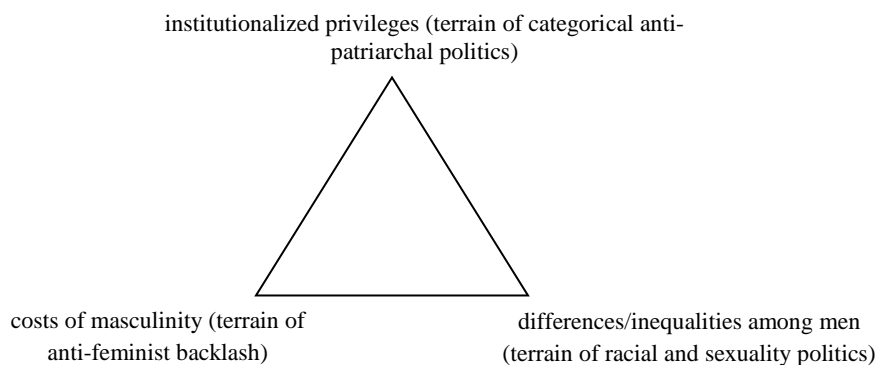 institutionalized privileges (terrain of categorical anti-
patriarchal politics)
costs of masculinity (terrain of
anti-feminist backlash)
differences/inequalities among men
(terrain of racial and sexuality politics)